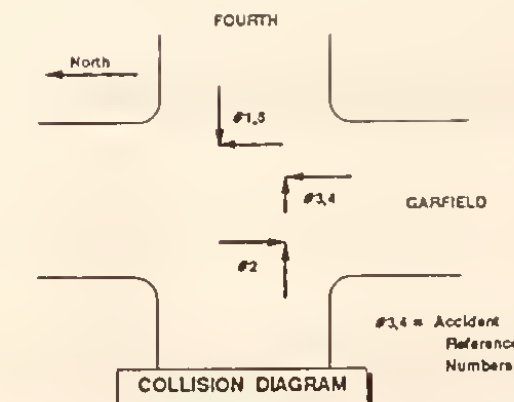 FOURTH
North
#1,5
#3,4
GARFIELD
#2
#3,4 = Accident
Reference
Numbers
COLLISION DIAGRAM